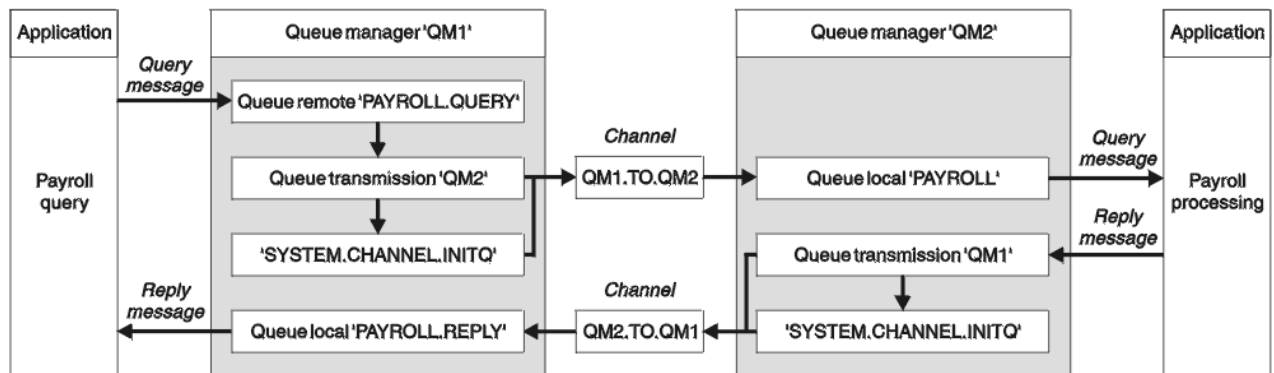 Application
Queue manager 'QM1'
Queue manager 'QM2'
Application
Query
message
Queue remote 'PAYROLL.QUERY'
Channel
Query
message
Payroll
query
Queue transmission 'QM2'
QM1.TO.QM2
Queue local 'PAYROLL'
Payroll
processing
Reply
message
'SYSTEM.CHANNEL.INITQ'
Queue transmission 'QM1'
Reply
message
Channel
Queue local 'PAYROLL.REPLY'
QM2.TO.QM1
'SYSTEM.CHANNEL.INITQ'